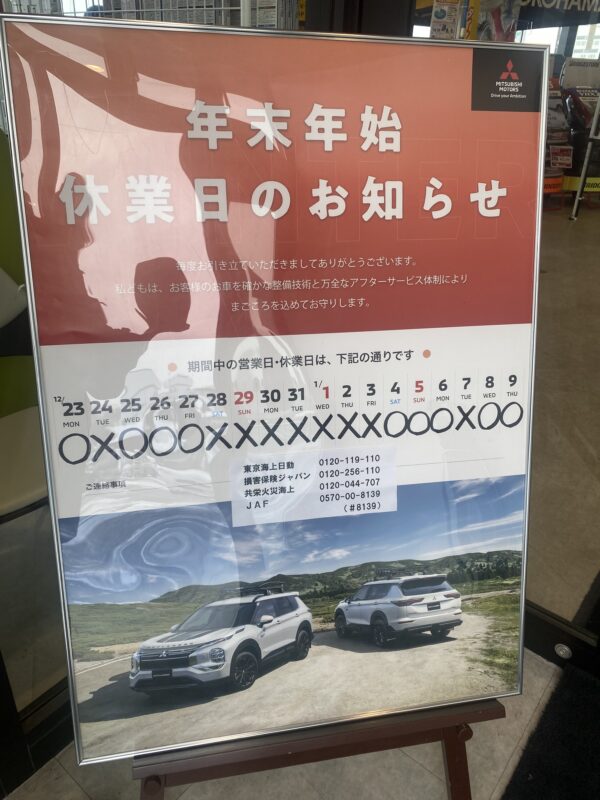 MITSUBISHI
MOTORS
Drive your Ambition
年末年始
休業日のお知らせ
毎度お引き立ていただきましてありがとうございます。
私どもは、お客様のお車を確かな整備技術と万全なアフターサービス体制により
まごころを込めてお守りします。
期間中の営業日・休業日は、下記の通りです
12/23 24 25 26 27 28 29 30 31 1/1 2 3 4 5 6 7 8 9
MON TUE WED THU FRI SAT SUN MON TUE WED THU FRI SAT SUN MON TUE WED THU
○×○○○×××××××○○○×○○
ご連絡事項
東京海上日動 0120-119-110
損害保険ジャパン 0120-256-110
共栄火災海上 0120-044-707
JAF 0570-00-8139
(#8139)